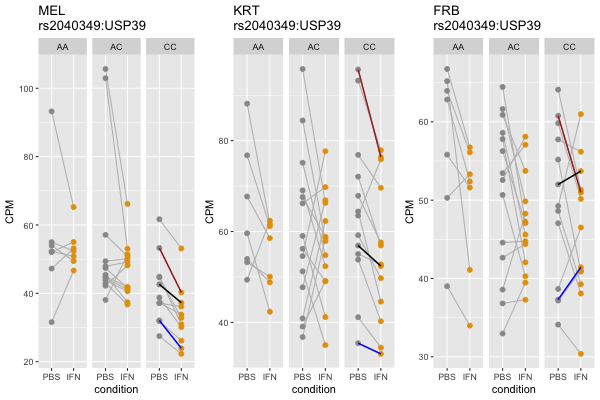 MEL
rs2040349:USP39
AA AC CC
CPM
100
80
60
40
20
PBS IFN PBS IFN PBS IFN
condition
KRT
rs2040349:USP39
AA AC CC
CPM
80
60
40
PBS IFN PBS IFN PBS IFN
condition
FRB
rs2040349:USP39
AA AC CC
CPM
60
50
40
30
PBS IFN PBS IFN PBS IFN
condition